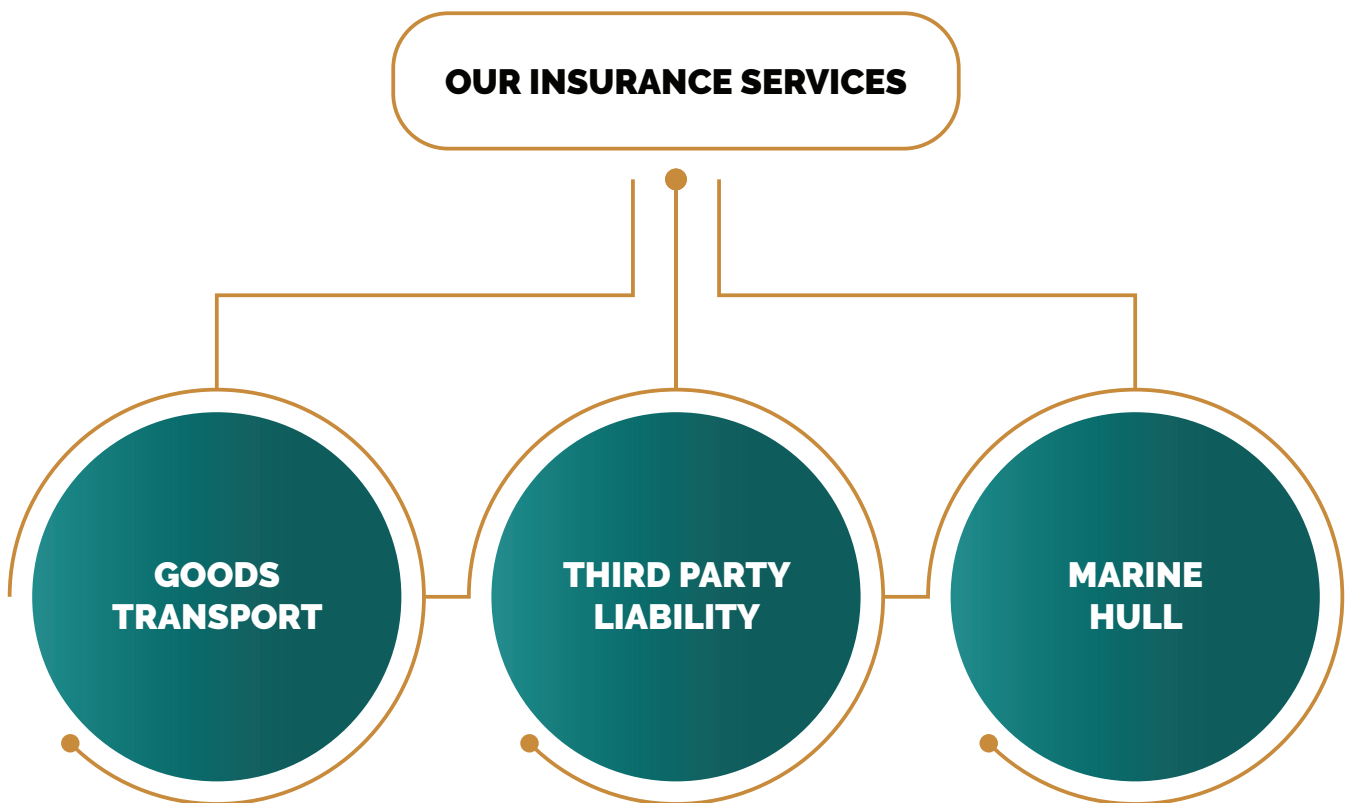 OUR INSURANCE SERVICES
GOODS
TRANSPORT
THIRD PARTY
LIABILITY
MARINE
HULL